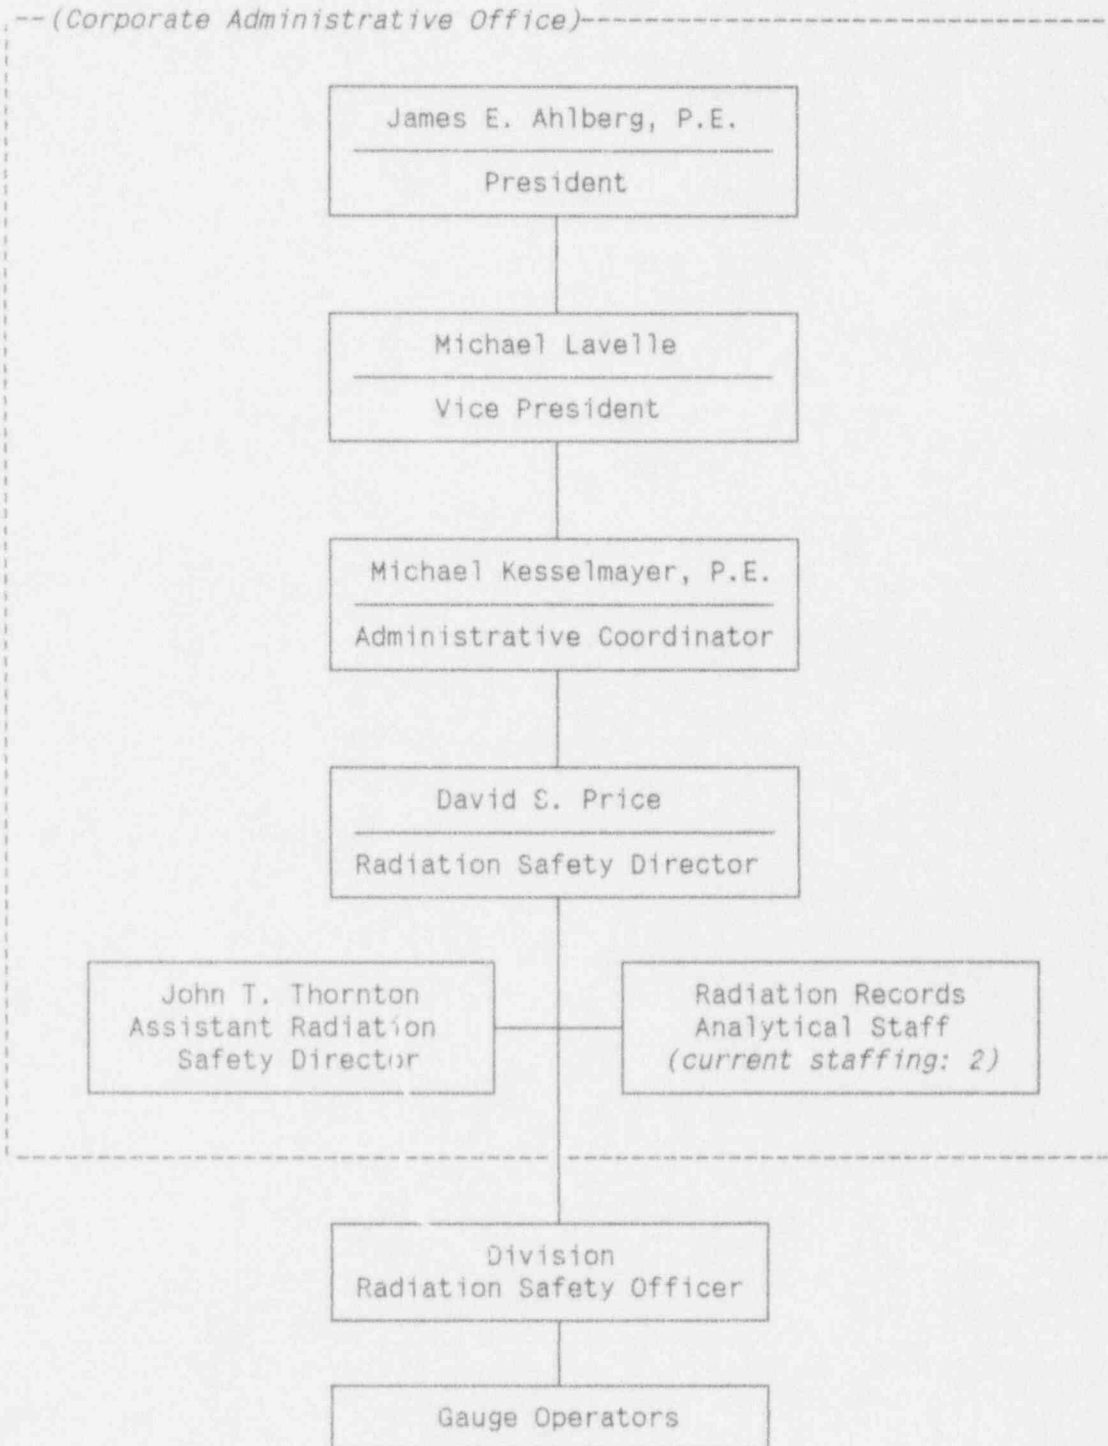 (Corporate Administrative Office)
James E. Ahlberg, P.E.
President
Michael Lavelle
Vice President
Michael Kesselmayer, P.E.
Administrative Coordinator
David S. Price
Radiation Safety Director
John T. Thornton
Assistant Radiation
Safety Director
Radiation Records
Analytical Staff
(current staffing: 2)
Division
Radiation Safety Officer
Gauge Operators